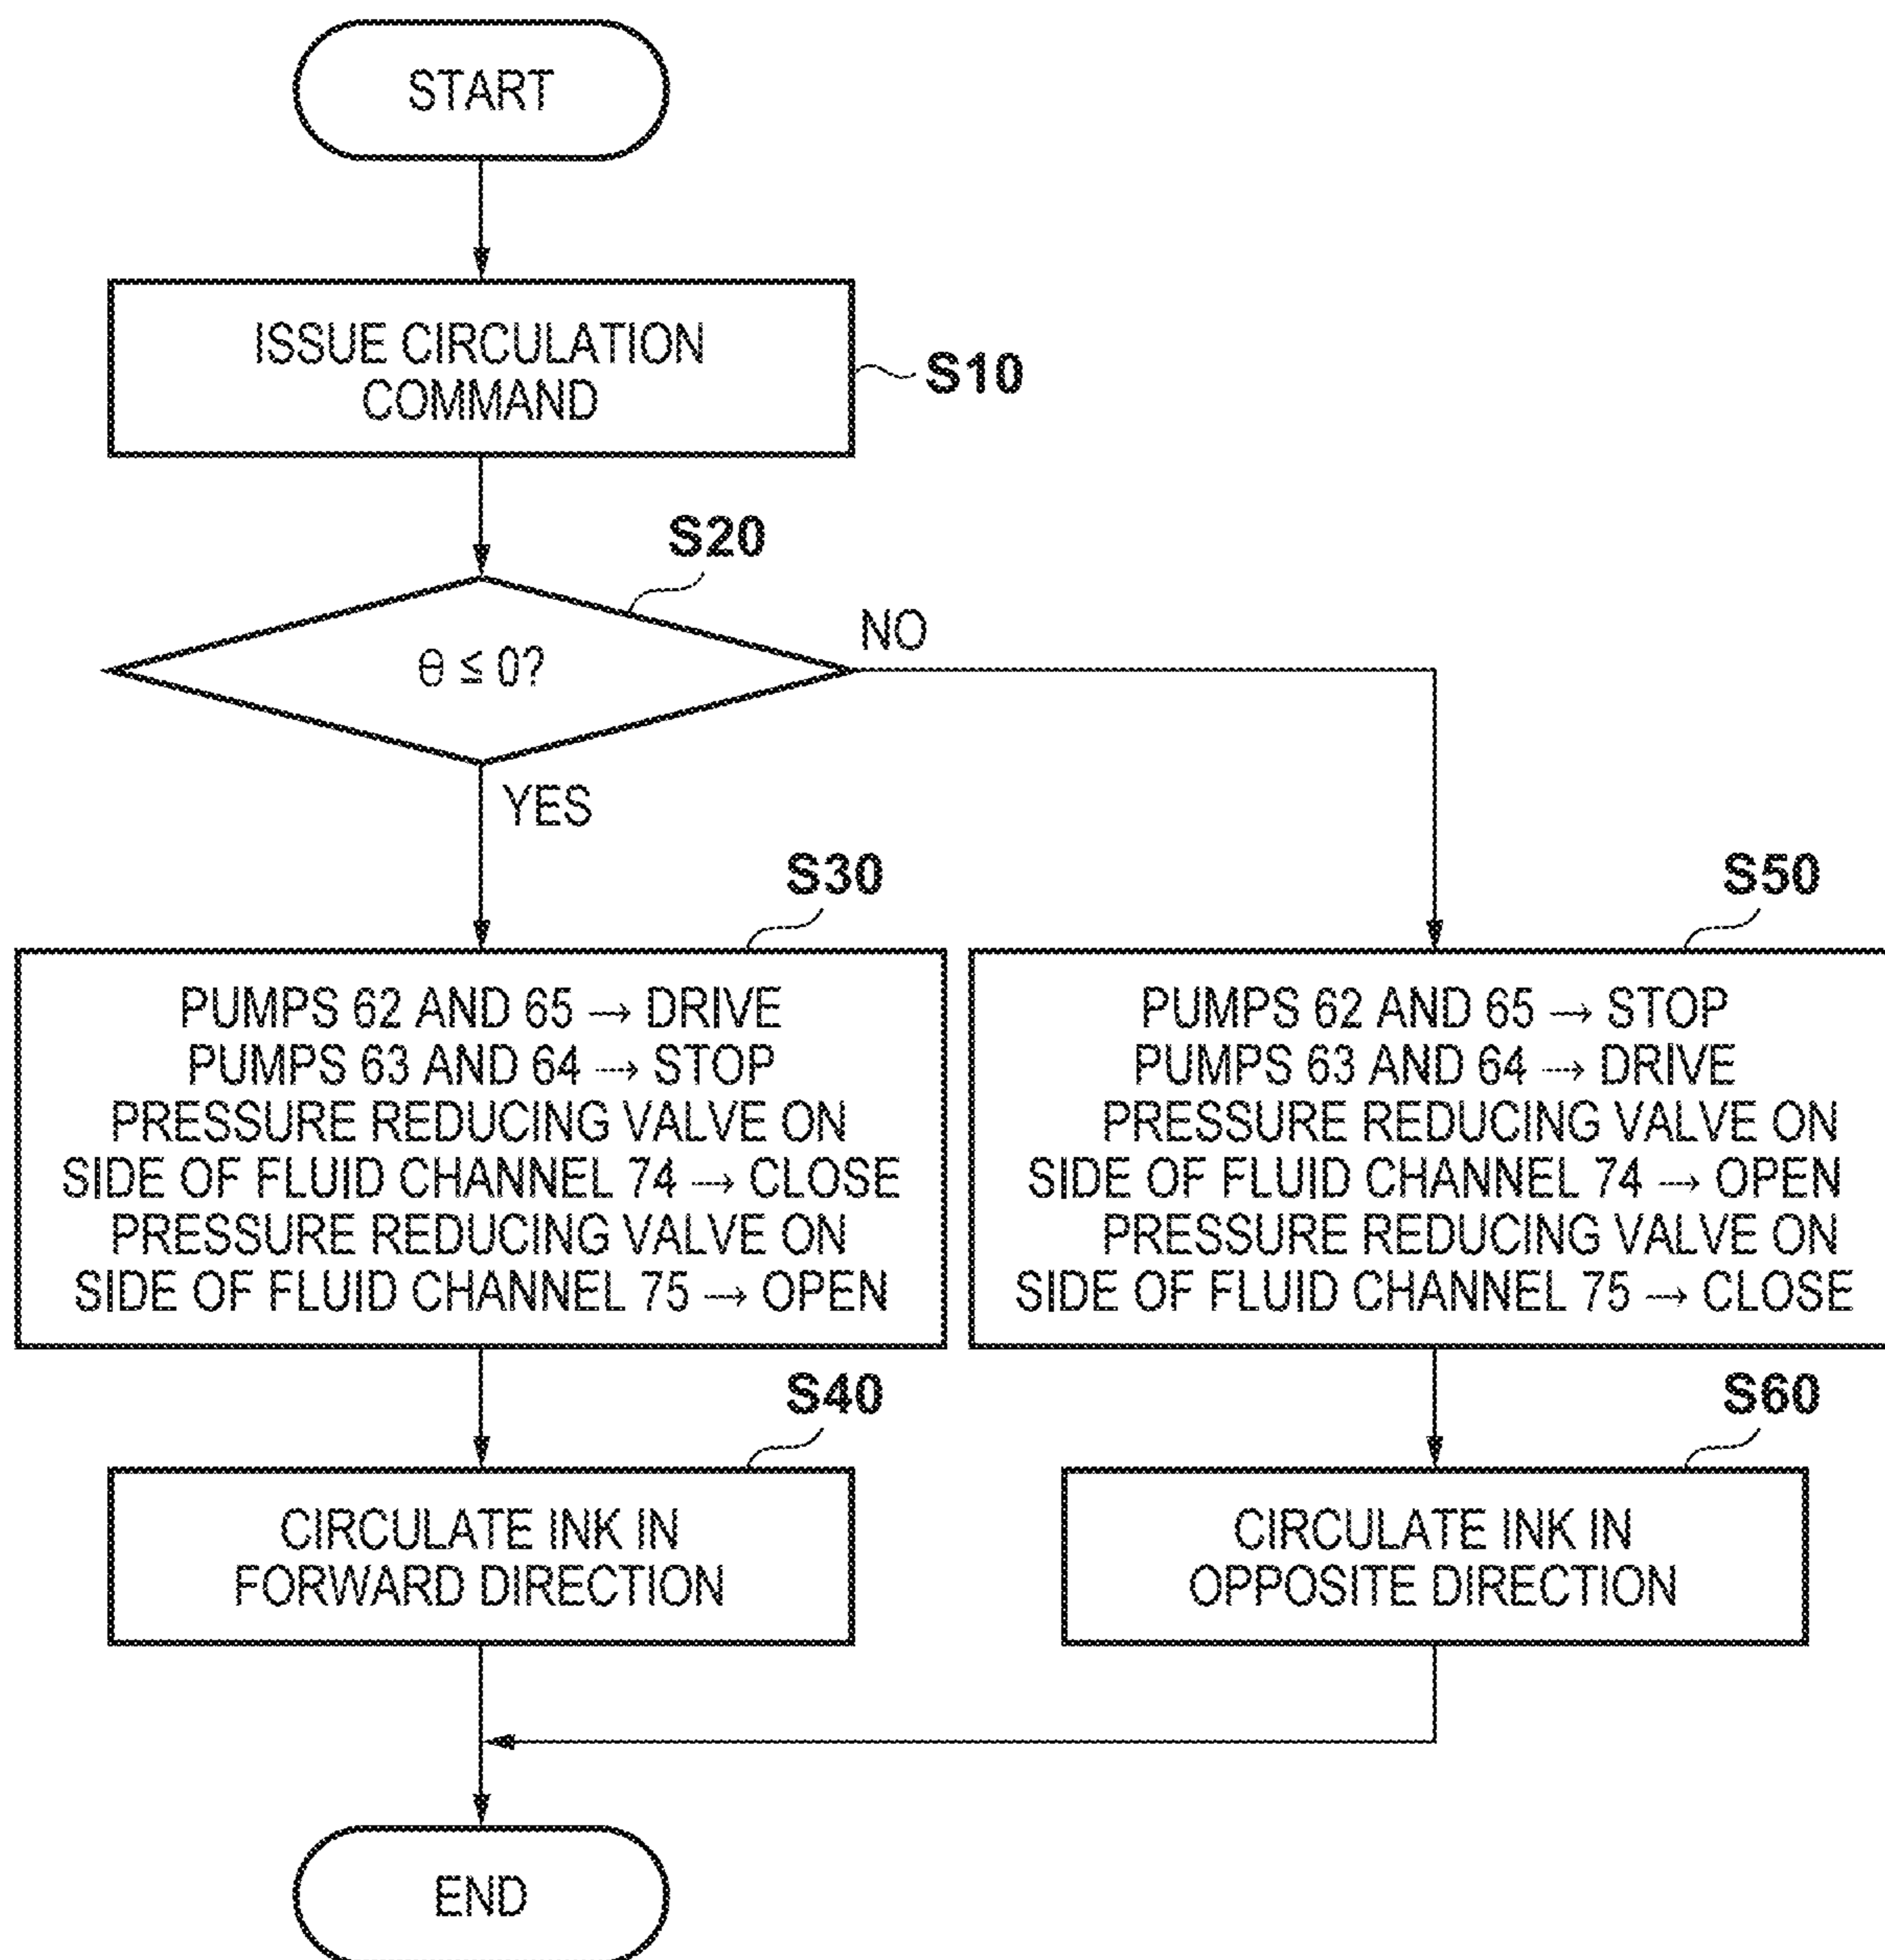 START
ISSUE CIRCULATION
COMMAND
S10
S20
θ ≤ 0?
NO
YES
S30
PUMPS 62 AND 65 → DRIVE
PUMPS 63 AND 64 → STOP
PRESSURE REDUCING VALVE ON
SIDE OF FLUID CHANNEL 74 → CLOSE
PRESSURE REDUCING VALVE ON
SIDE OF FLUID CHANNEL 75 → OPEN
S50
PUMPS 62 AND 65 → STOP
PUMPS 63 AND 64 → DRIVE
PRESSURE REDUCING VALVE ON
SIDE OF FLUID CHANNEL 74 → OPEN
PRESSURE REDUCING VALVE ON
SIDE OF FLUID CHANNEL 75 → CLOSE
S40
CIRCULATE INK IN
FORWARD DIRECTION
S60
CIRCULATE INK IN
OPPOSITE DIRECTION
END